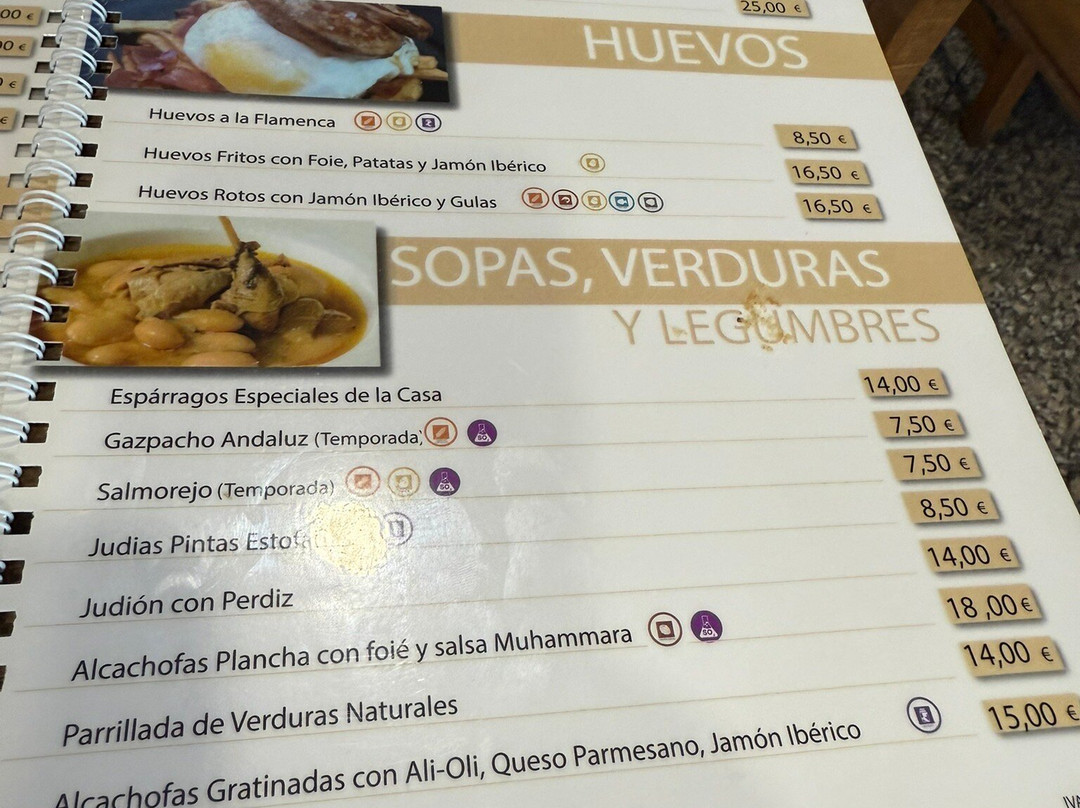 00 €
00 €
€
€
25,00 €
HUEVOS
Huevos a la Flamenca 8,50 €
Huevos Fritos con Foie, Patatas y Jamón Ibérico 16,50 €
Huevos Rotos con Jamón Ibérico y Gulas 16,50 €
SOPAS, VERDURAS
Y LEGUMBRES
Espárragos Especiales de la Casa 14,00 €
Gazpacho Andaluz (Temporada) 7,50 €
Salmorejo (Temporada) 7,50 €
Judias Pintas 8,50 €
Judión con Perdiz 14,00 €
Alcachofas Plancha con foié y salsa Muhammara 18,00 €
Parrillada de Verduras Naturales 14,00 €
Alcachofas Gratinadas con Ali-Oli, Queso Parmesano, Jamón Ibérico 15,00 €